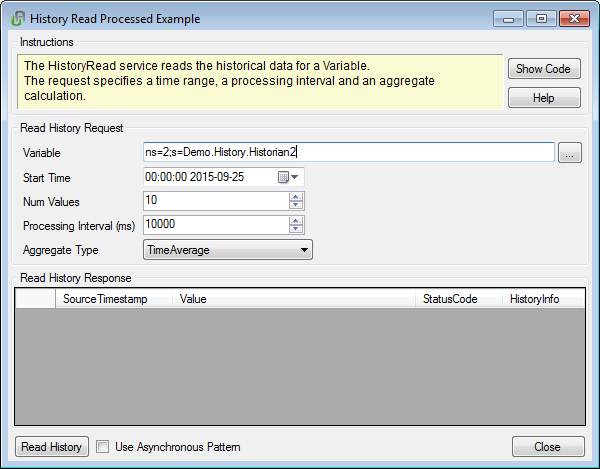 History Read Processed Example
Instructions
The HistoryRead service reads the historical data for a Variable.
The request specifies a time range, a processing interval and an aggregate
calculation.
Show Code
Help
Read History Request
Variable ns=2;s=Demo.History.Historian2 ...
Start Time 00:00:00 2015-09-25
Num Values 10
Processing Interval (ms) 10000
Aggregate Type TimeAverage
Read History Response
SourceTimestamp Value StatusCode HistoryInfo
Read History Use Asynchronous Pattern Close